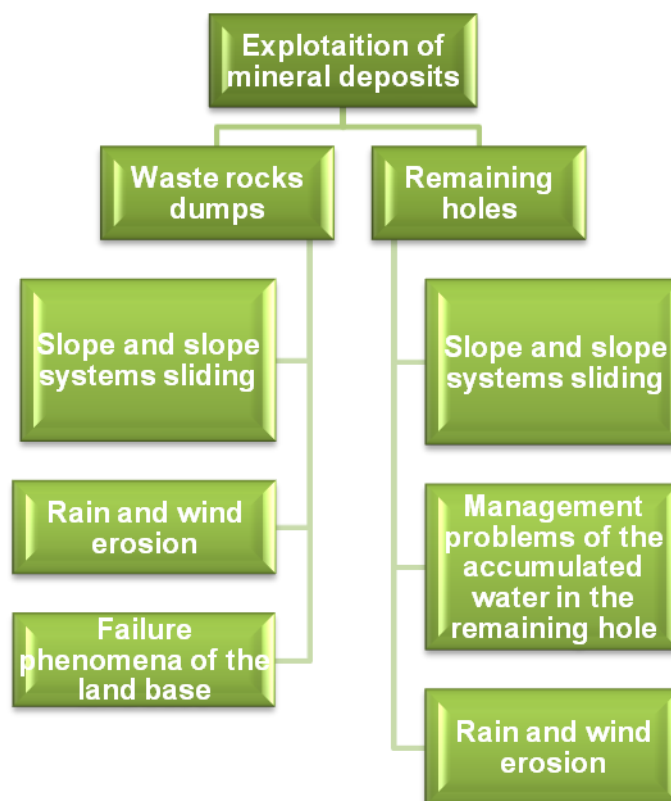 Explotaition of
mineral deposits
Waste rocks
dumps
Remaining
holes
Slope and slope
systems sliding
Rain and wind
erosion
Failure
phenomena of the
land base
Slope and slope
systems sliding
Management
problems of the
accumulated
water in the
remaining hole
Rain and wind
erosion